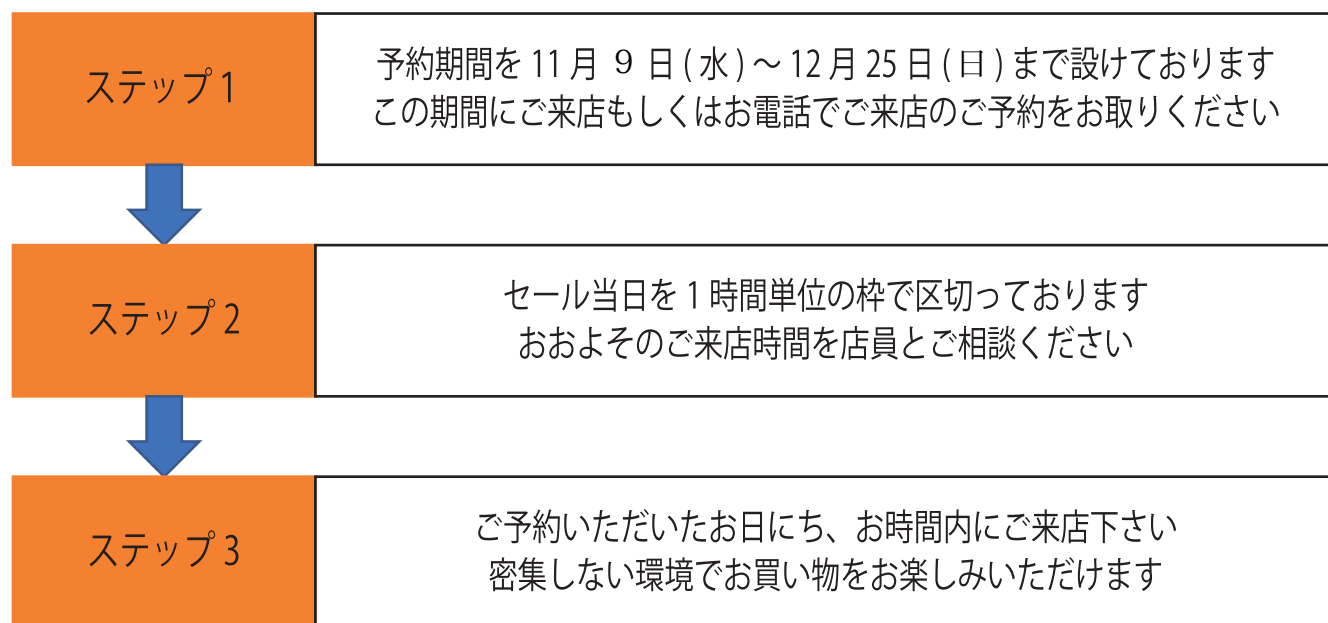 ステップ 1
予約期間を 11 月 ９ 日 ( 水 ) ～ 12 月 25 日 ( 日 ) まで設けております
この期間にご来店もしくはお電話でご来店のご予約をお取りください
ステップ 2
セール当日を 1 時間単位の枠で区切っております
おおよそのご来店時間を店員とご相談ください
ステップ 3
ご予約いただいたお日にち、お時間内にご来店下さい
密集しない環境でお買い物をお楽しみいただけます